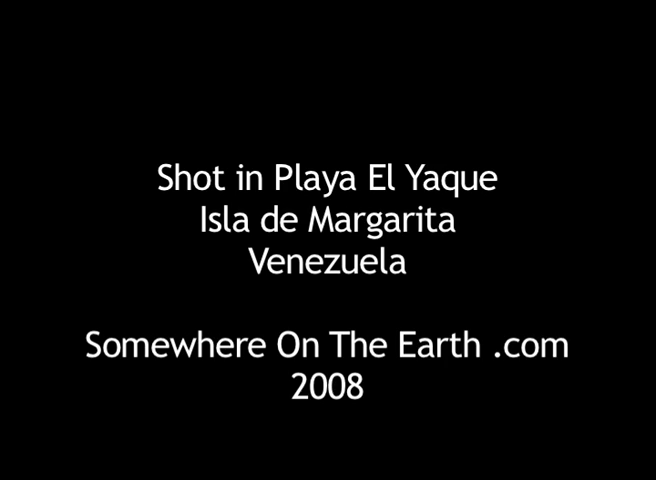 Shot in Playa El Yaque
Isla de Margarita
Venezuela
Somewhere On The Earth .com
2008